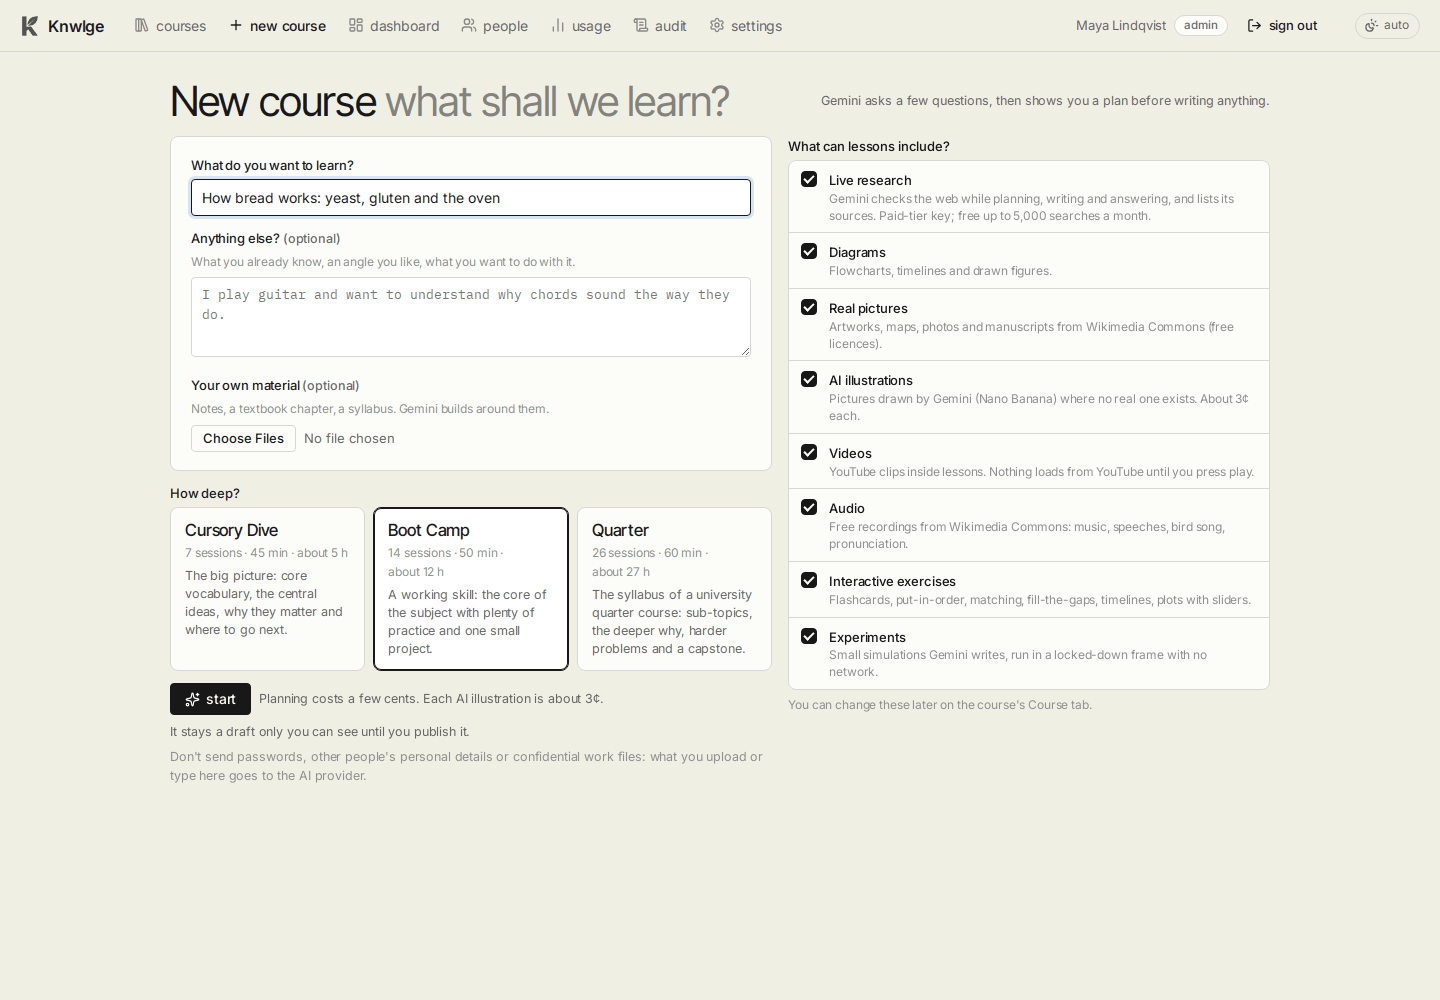 Knwlge
courses
new course
dashboard
people
usage
audit
settings
Maya Lindqvist
admin
sign out
auto
New course what shall we learn?
Gemini asks a few questions, then shows you a plan before writing anything.
What do you want to learn?
How bread works: yeast, gluten and the oven
Anything else? (optional)
What you already know, an angle you like, what you want to do with it.
I play guitar and want to understand why chords sound the way they
do.
Your own material (optional)
Notes, a textbook chapter, a syllabus. Gemini builds around them.
Choose Files No file chosen
How deep?
Cursory Dive
7 sessions · 45 min · about 5 h
The big picture: core
vocabulary, the central
ideas, why they matter and
where to go next.
Boot Camp
14 sessions · 50 min ·
about 12 h
A working skill: the core of
the subject with plenty of
practice and one small
project.
Quarter
26 sessions · 60 min ·
about 27 h
The syllabus of a university
quarter course: sub-topics,
the deeper why, harder
problems and a capstone.
start
Planning costs a few cents. Each AI illustration is about 3¢.
It stays a draft only you can see until you publish it.
Don't send passwords, other people's personal details or confidential work files: what you upload or
type here goes to the AI provider.
What can lessons include?
Live research
Gemini checks the web while planning, writing and answering, and lists its
sources. Paid-tier key; free up to 5,000 searches a month.
Diagrams
Flowcharts, timelines and drawn figures.
Real pictures
Artworks, maps, photos and manuscripts from Wikimedia Commons (free
licences).
AI illustrations
Pictures drawn by Gemini (Nano Banana) where no real one exists. About 3¢
each.
Videos
YouTube clips inside lessons. Nothing loads from YouTube until you press play.
Audio
Free recordings from Wikimedia Commons: music, speeches, bird song,
pronunciation.
Interactive exercises
Flashcards, put-in-order, matching, fill-the-gaps, timelines, plots with sliders.
Experiments
Small simulations Gemini writes, run in a locked-down frame with no
network.
You can change these later on the course's Course tab.